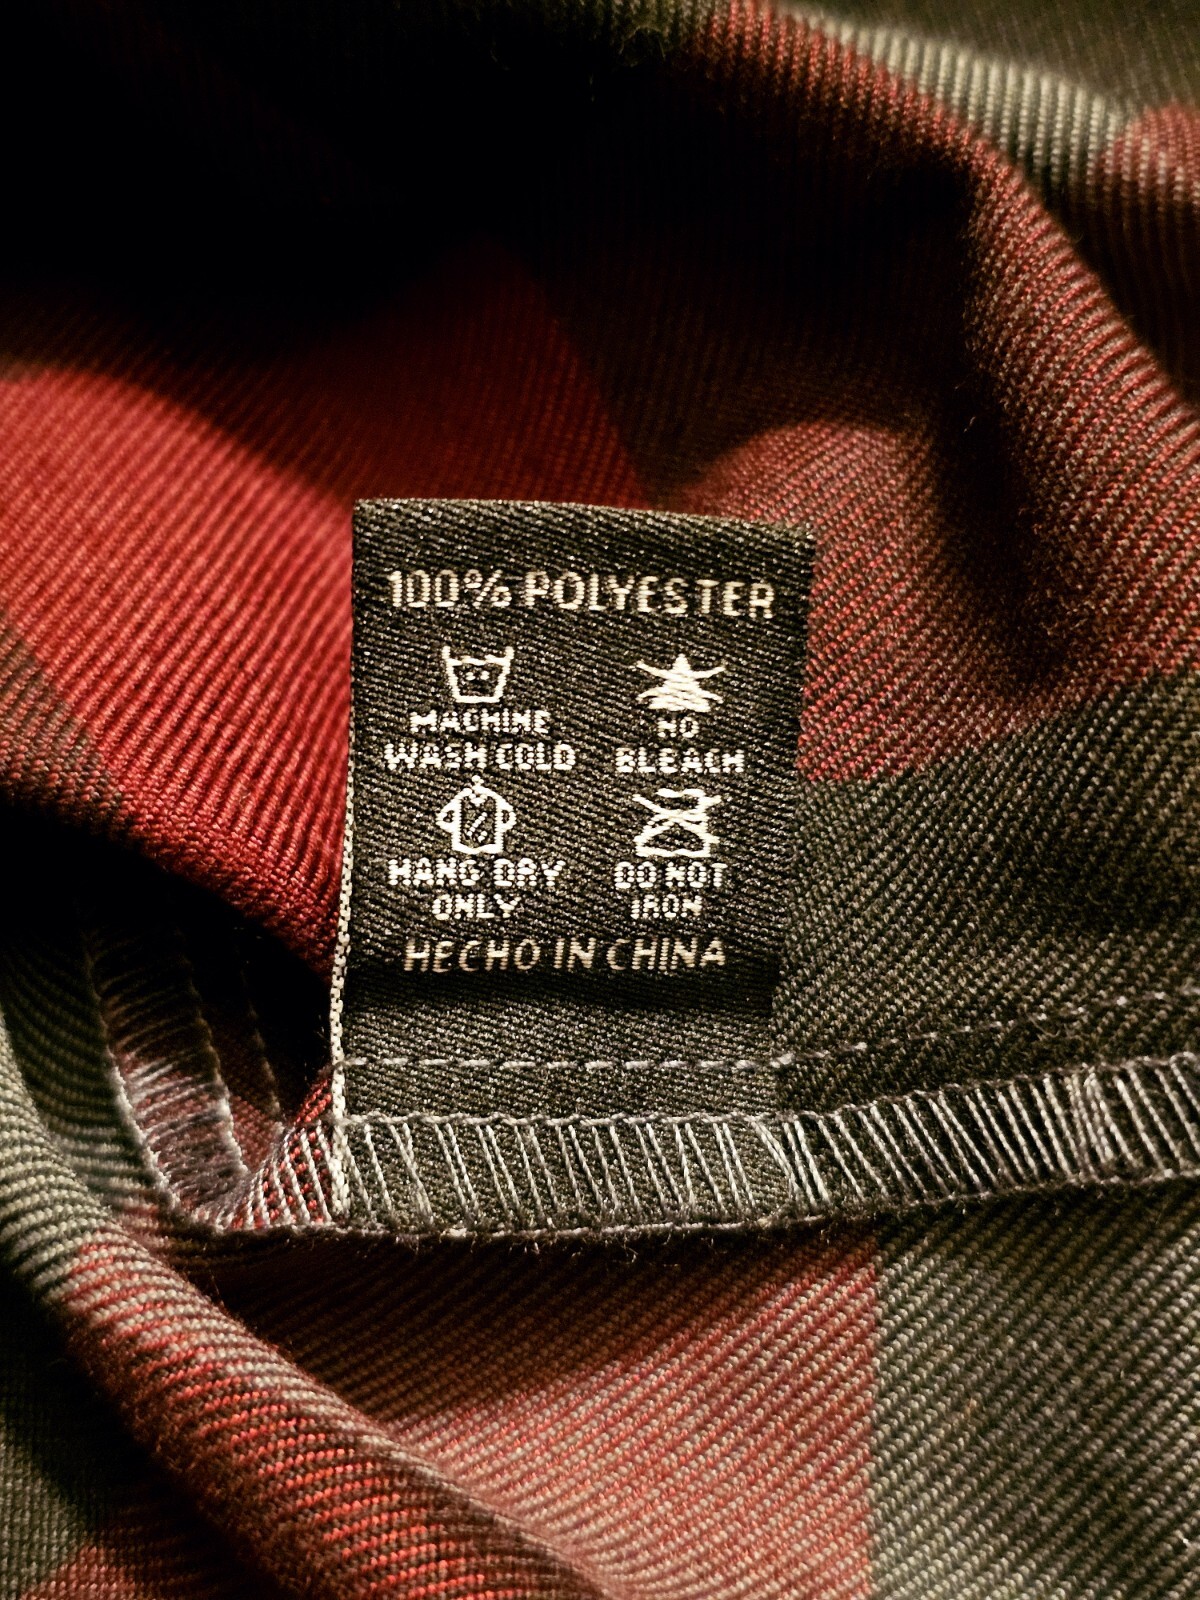 100% POLYESTER
MACHINE
WASH COLD
NO
BLEACH
HANG DRY
ONLY
DO NOT
IRON
HECHO IN CHINA